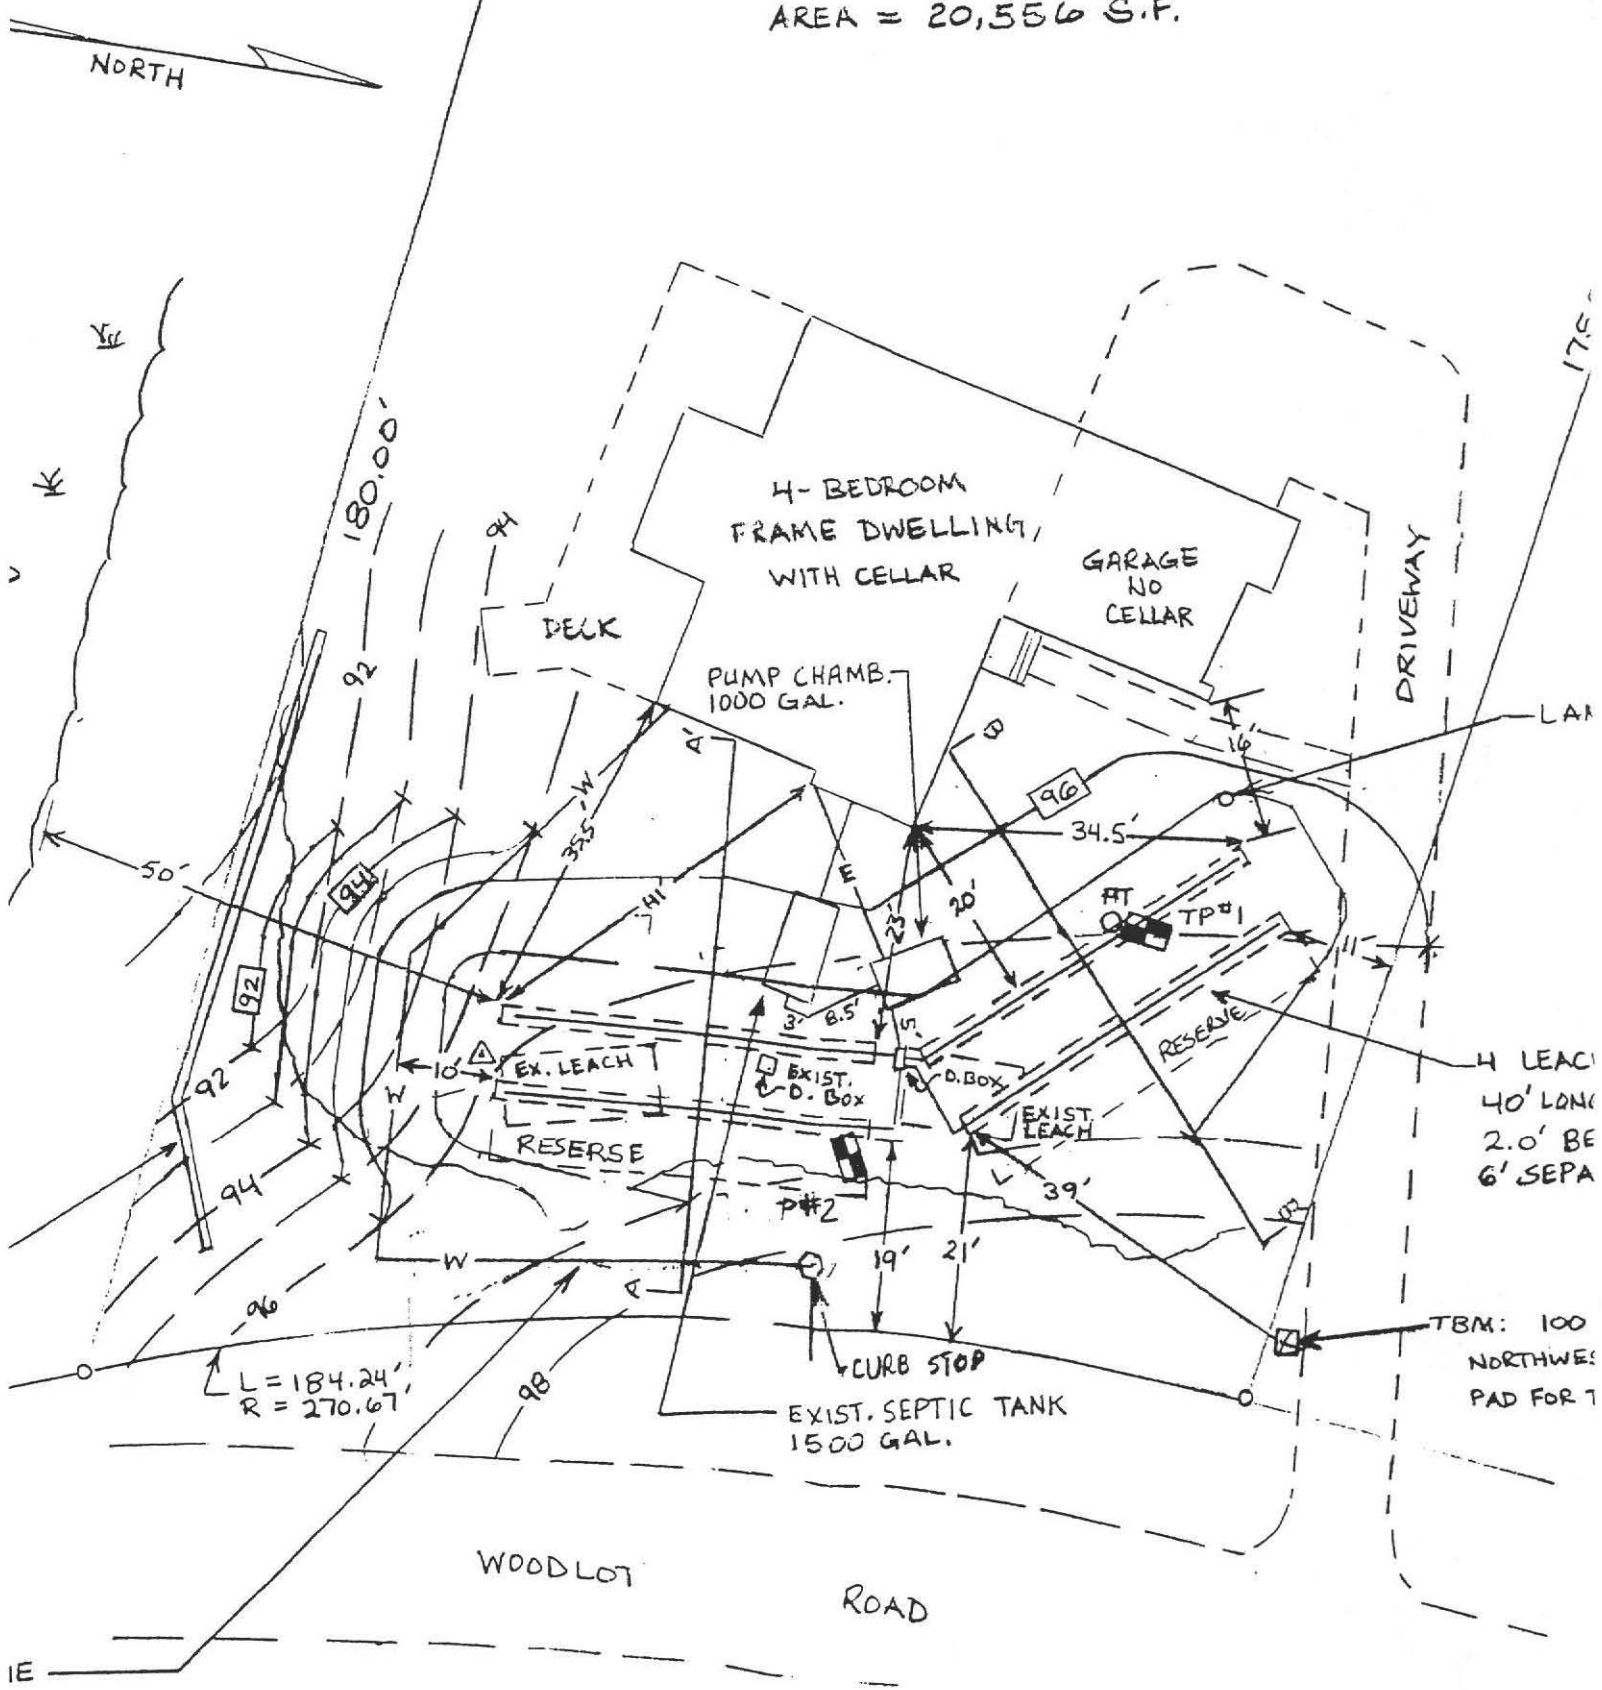 AREA = 20,556 S.F.
NORTH
180.00'
94
4-BEDROOM
FRAME DWELLING
WITH CELLAR
GARAGE
NO
CELLAR
DRIVEWAY
DECK
92
PUMP CHAMB.
1000 GAL.
A'
B
16'
96
34.5'
W
35.5'
50'
94
41'
E
23'
20'
PIT
TP#1
11'
92
3'
8.5'
5'
RESERVE
EX. LEACH
EXIST.
D. BOX
D.BOX
10'
W
92
EXIST.
LEACH
4 LEAC
40' LONG
2.0' BE
6' SEPA
RESERSE
94
P#2
39'
19'
21'
W
A
96
TBM: 100
NORTHWES
PAD FOR T
L = 184.24'
R = 270.67'
98
CURB STOP
EXIST. SEPTIC TANK
1500 GAL.
WOODLOT
ROAD
IE